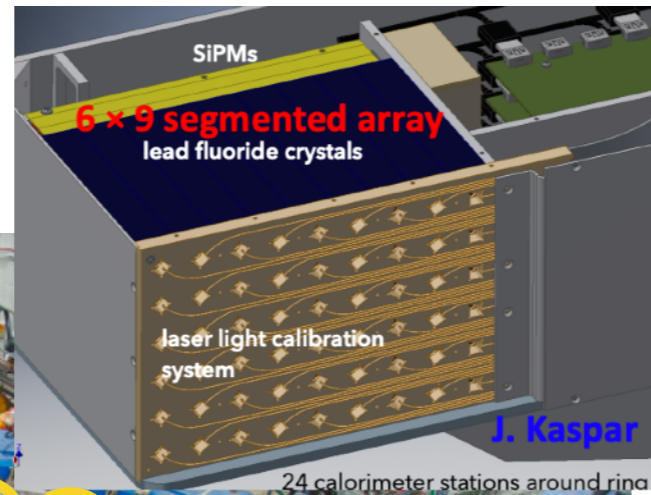 SiPMs
6 × 9 segmented array
lead fluoride crystals
laser light calibration
system
J. Kaspar
24 calorimeter stations around ring